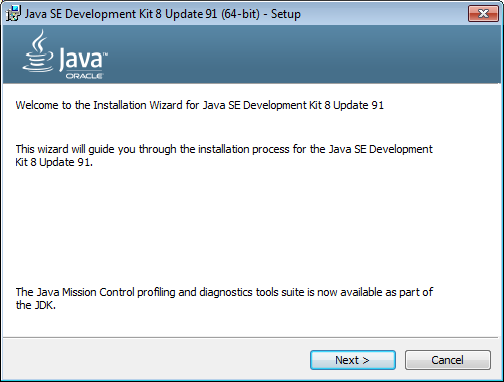 Java SE Development Kit 8 Update 91 (64-bit) - Setup
Java™
ORACLE
Welcome to the Installation Wizard for Java SE Development Kit 8 Update 91
This wizard will guide you through the installation process for the Java SE Development
Kit 8 Update 91.
The Java Mission Control profiling and diagnostics tools suite is now available as part of
the JDK.
Next >
Cancel